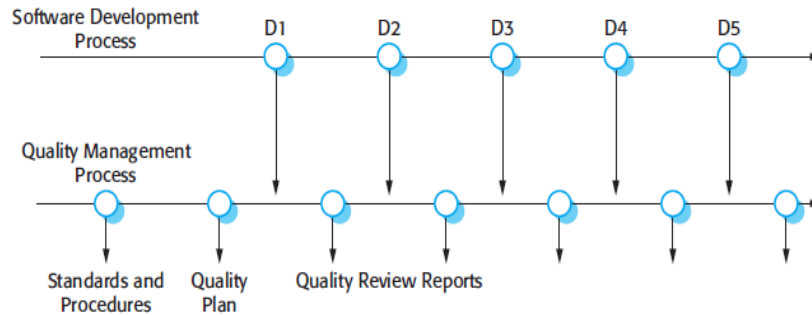 Software Development
Process
D1 D2 D3 D4 D5
Quality Management
Process
Standards and
Procedures
Quality
Plan
Quality Review Reports